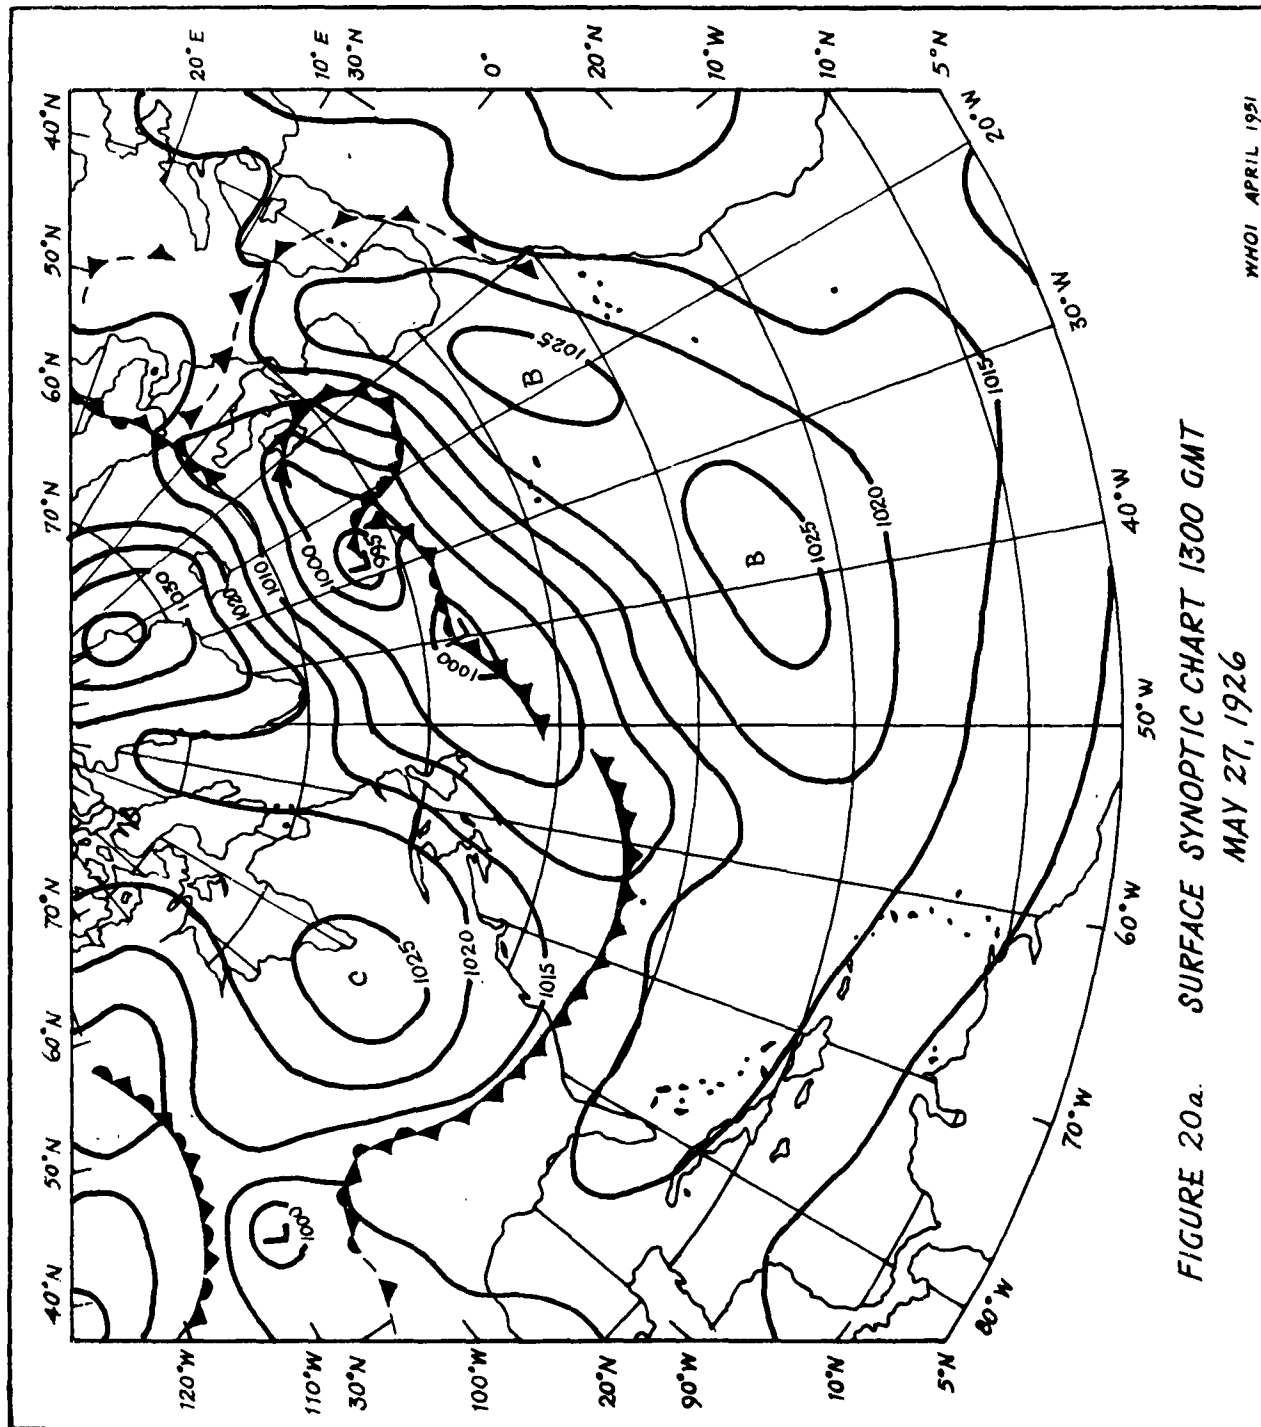 40°N
50°N
60°N
70°N
70°N
60°N
50°N
40°N
20°E
10°E
30°N
0°
20°N
10°W
10°N
5°N
20°W
30°W
40°W
50°W
60°W
70°W
80°W
120°W
110°W
30°N
100°W
20°N
90°W
10°N
5°N
1030
1020
1010
1000
L
995
L
1000
1025
B
B
1025
1020
1015
C
1025
1020
1015
L
1000
FIGURE 20a. SURFACE SYNOPTIC CHART 1300 GMT
MAY 27, 1926
WHOI APRIL 1951